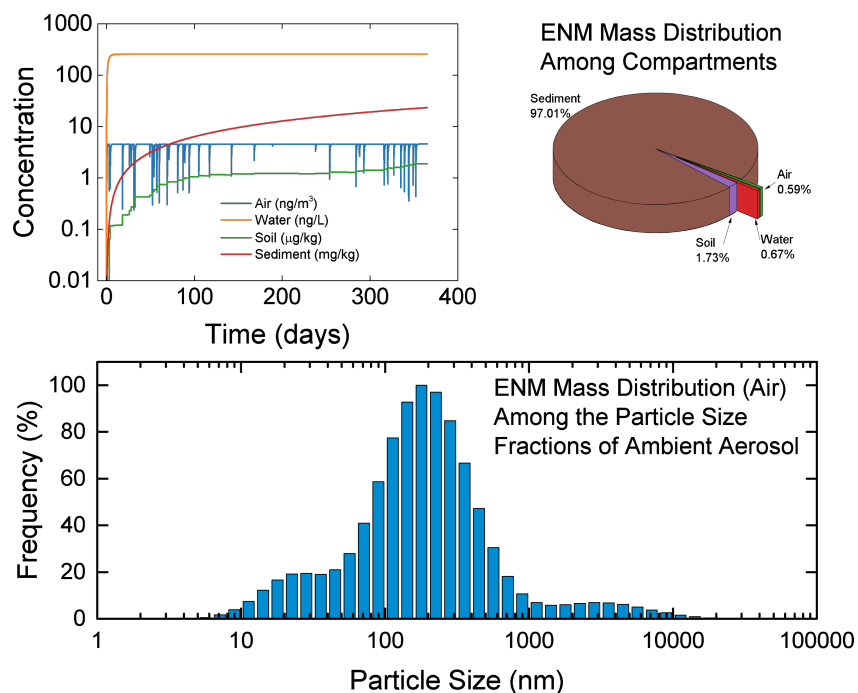 1000
100
10
1
0.1
0.01
Concentration
0
100
200
300
400
Time (days)
Air (ng/m³)
Water (ng/L)
Soil (μg/kg)
Sediment (mg/kg)
ENM Mass Distribution
Among Compartments
Sediment
97.01%
Air
0.59%
Soil
1.73%
Water
0.67%
100
80
60
40
20
0
Frequency (%)
ENM Mass Distribution (Air)
Among the Particle Size
Fractions of Ambient Aerosol
1
10
100
1000
10000
100000
Particle Size (nm)